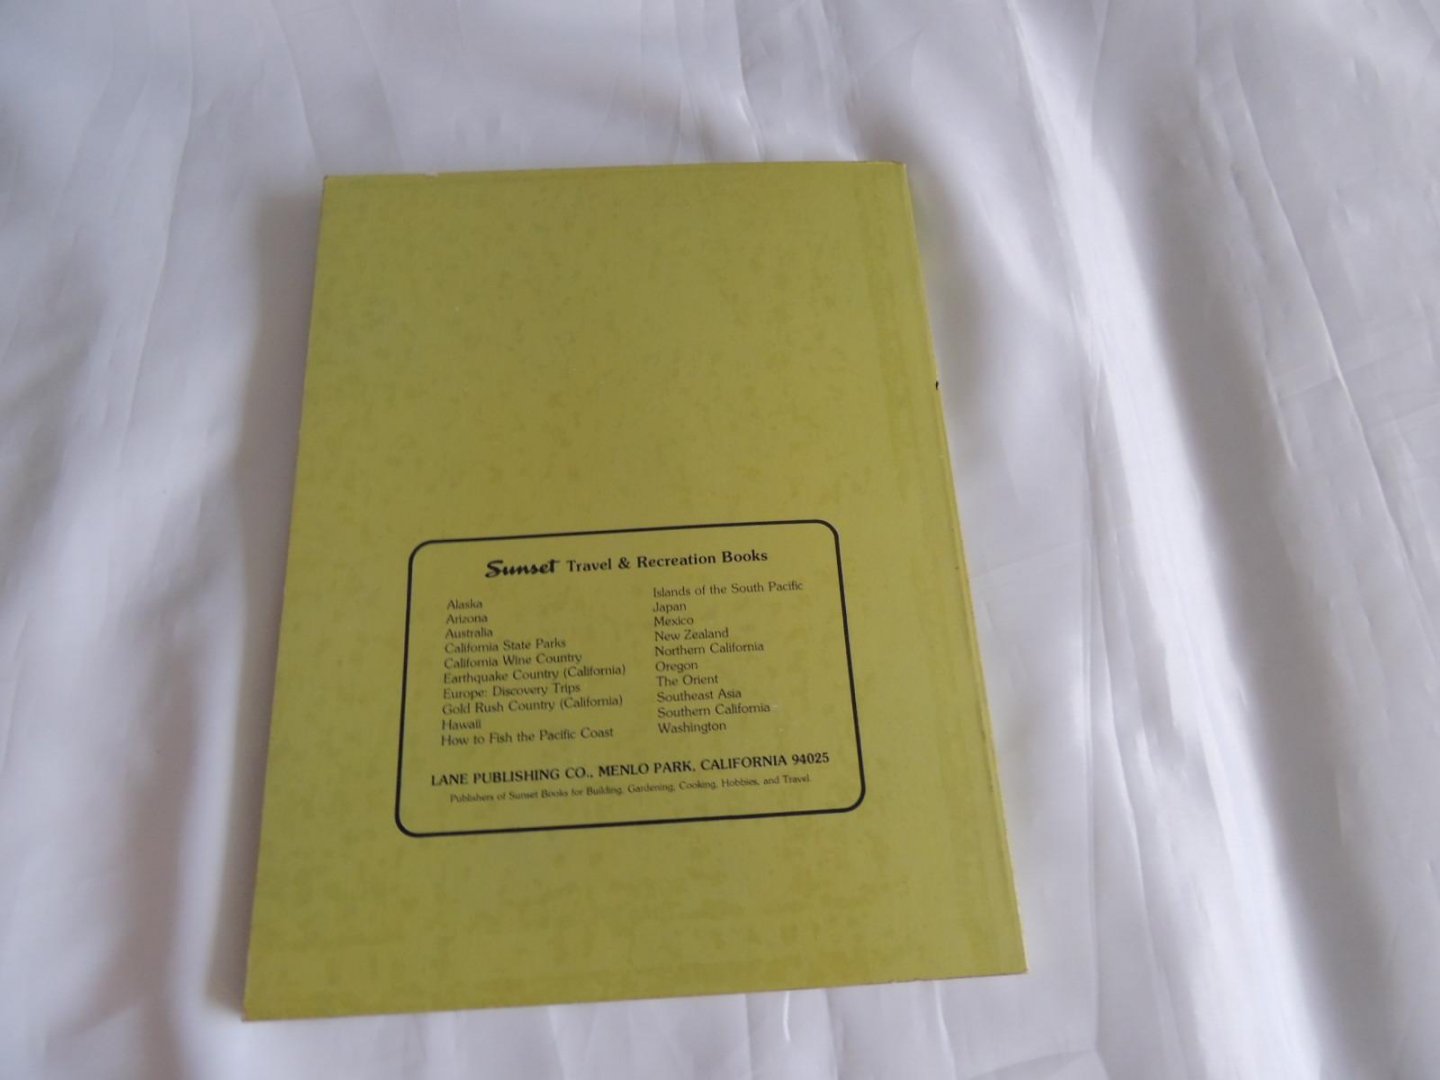 Sunset Travel & Recreation Books
Alaska
Arizona
Australia
California State Parks
California Wine Country
Earthquake Country (California)
Europe: Discovery Trips
Gold Rush Country (California)
Hawaii
How to Fish the Pacific Coast
Islands of the South Pacific
Japan
Mexico
New Zealand
Northern California
Oregon
The Orient
Southeast Asia
Southern California
Washington
LANE PUBLISHING CO., MENLO PARK, CALIFORNIA 94025
Publishers of Sunset Books for Building, Gardening, Cooking, Hobbies, and Travel.